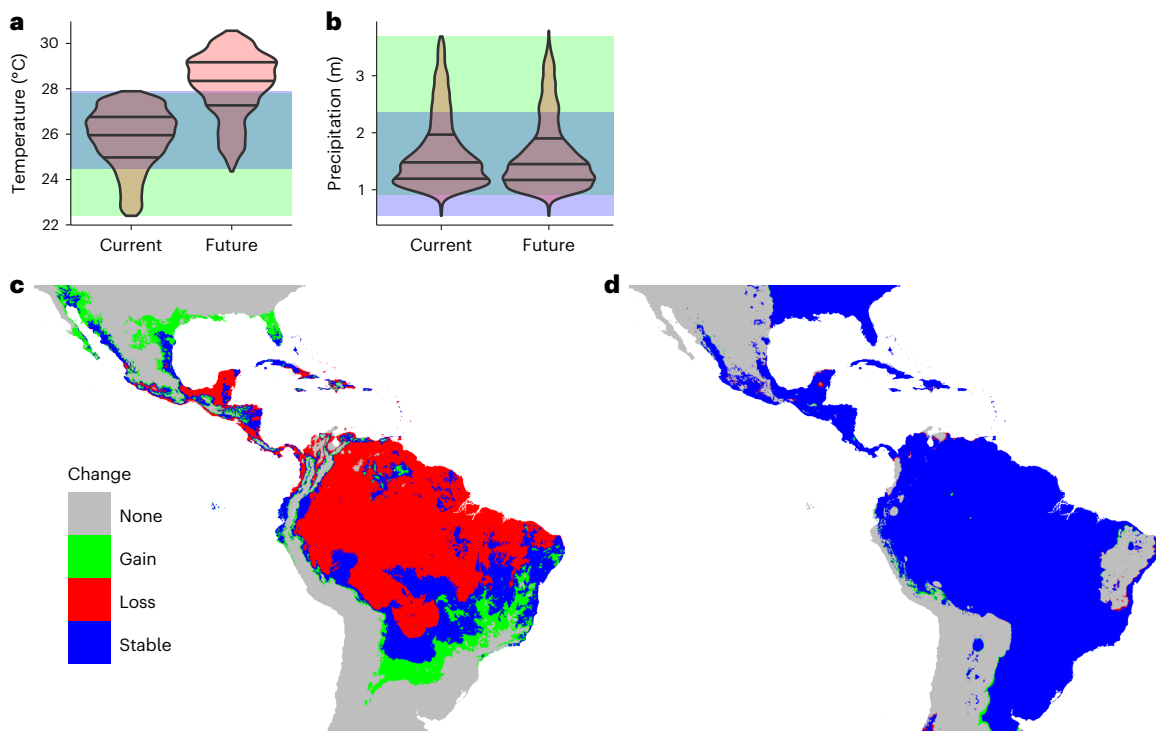 a
b
Temperature (°C)
30
28
26
24
22
Current
Future
Precipitation (m)
3
2
1
Current
Future
c
d
Change
None
Gain
Loss
Stable